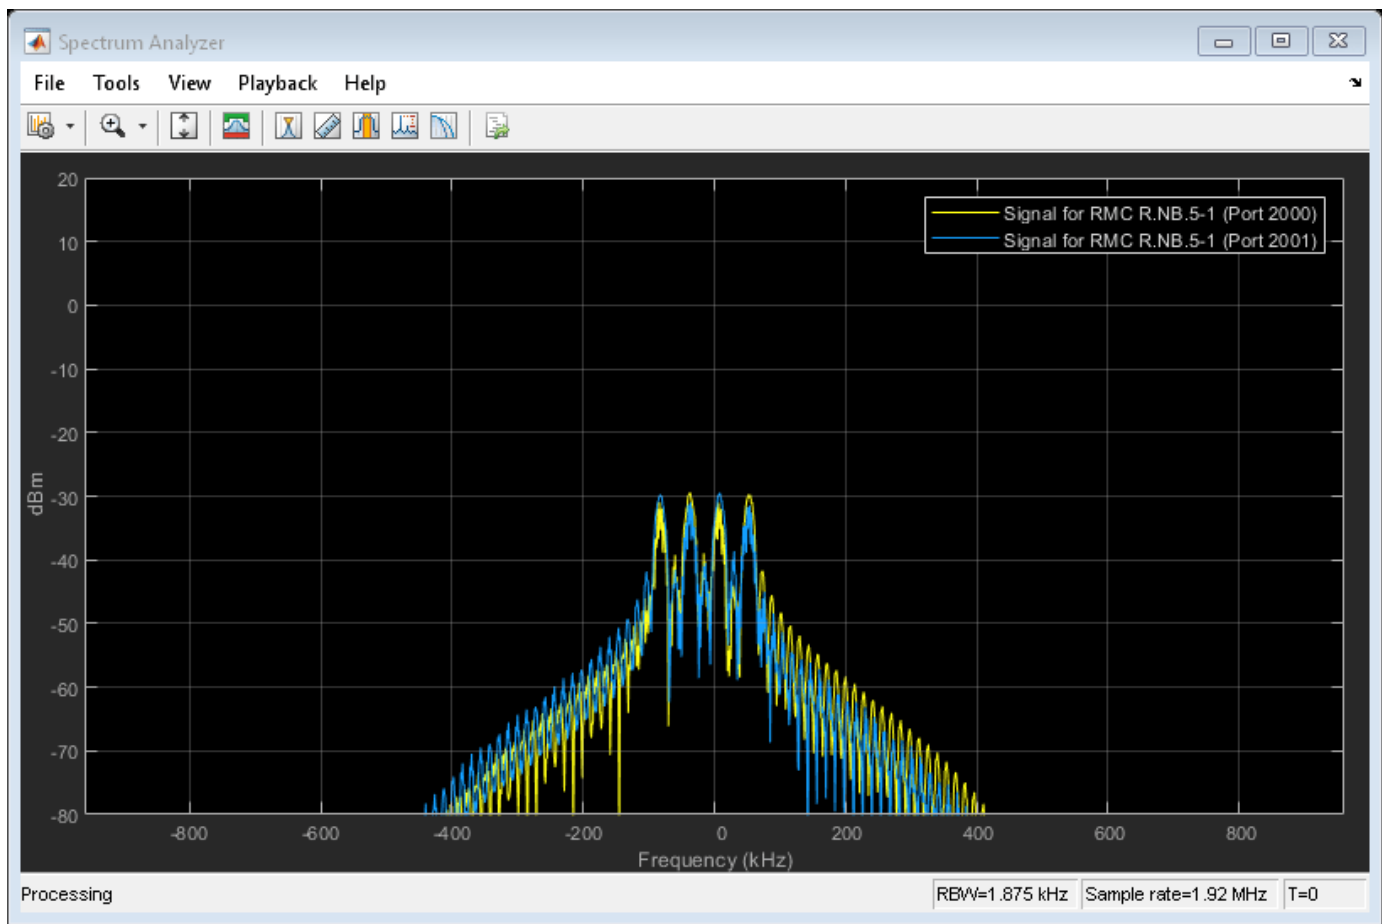 Spectrum Analyzer
File Tools View Playback Help
20
10
0
-10
-20
-30
-40
-50
-60
-70
-80
dBm
Signal for RMC R.NB.5-1 (Port 2000)
Signal for RMC R.NB.5-1 (Port 2001)
-800 -600 -400 -200 0 200 400 600 800
Frequency (kHz)
Processing RBW=1.875 kHz Sample rate=1.92 MHz T=0